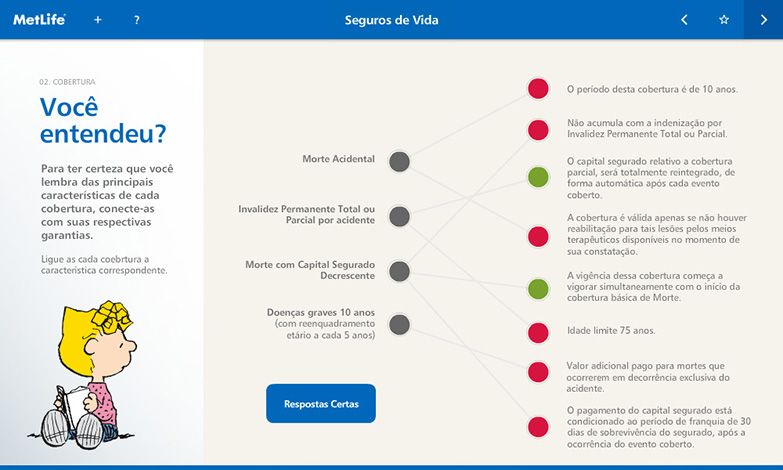 MetLife
+
?
Seguros de Vida
02. COBERTURA
Você
entendeu?
Para ter certeza que você
lembra das principais
características de cada
cobertura, conecte-as
com suas respectivas
garantias.
Ligue as cada coebrtura a
característica correspondente.
Morte Acidental
Invalidez Permanente Total ou
Parcial por acidente
Morte com Capital Segurado
Decrescente
Doenças graves 10 anos
(com reenquadramento
etário a cada 5 anos)
Respostas Certas
O período desta cobertura é de 10 anos.
Não acumula com a indenização por
Invalidez Permanente Total ou Parcial.
O capital segurado relativo a cobertura
parcial, será totalmente reintegrado, de
forma automática após cada evento
coberto.
A cobertura é válida apenas se não houver
reabilitação para tais lesões pelos meios
terapêuticos disponíveis no momento de
sua constatação.
A vigência dessa cobertura começa a
vigorar simultaneamente com o início da
cobertura básica de Morte.
Idade limite 75 anos.
Valor adicional pago para mortes que
ocorrerem em decorrência exclusiva do
acidente.
O pagamento do capital segurado está
condicionado ao período de franquia de 30
dias de sobrevivência do segurado, após a
ocorrência do evento coberto.